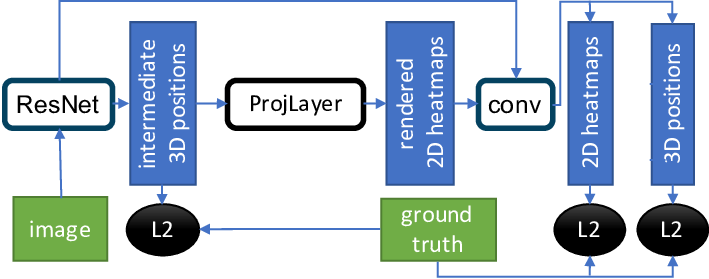 ResNet
intermediate
3D positions
ProjLayer
rendered
2D heatmaps
conv
2D heatmaps
3D positions
image
L2
ground
truth
L2
L2